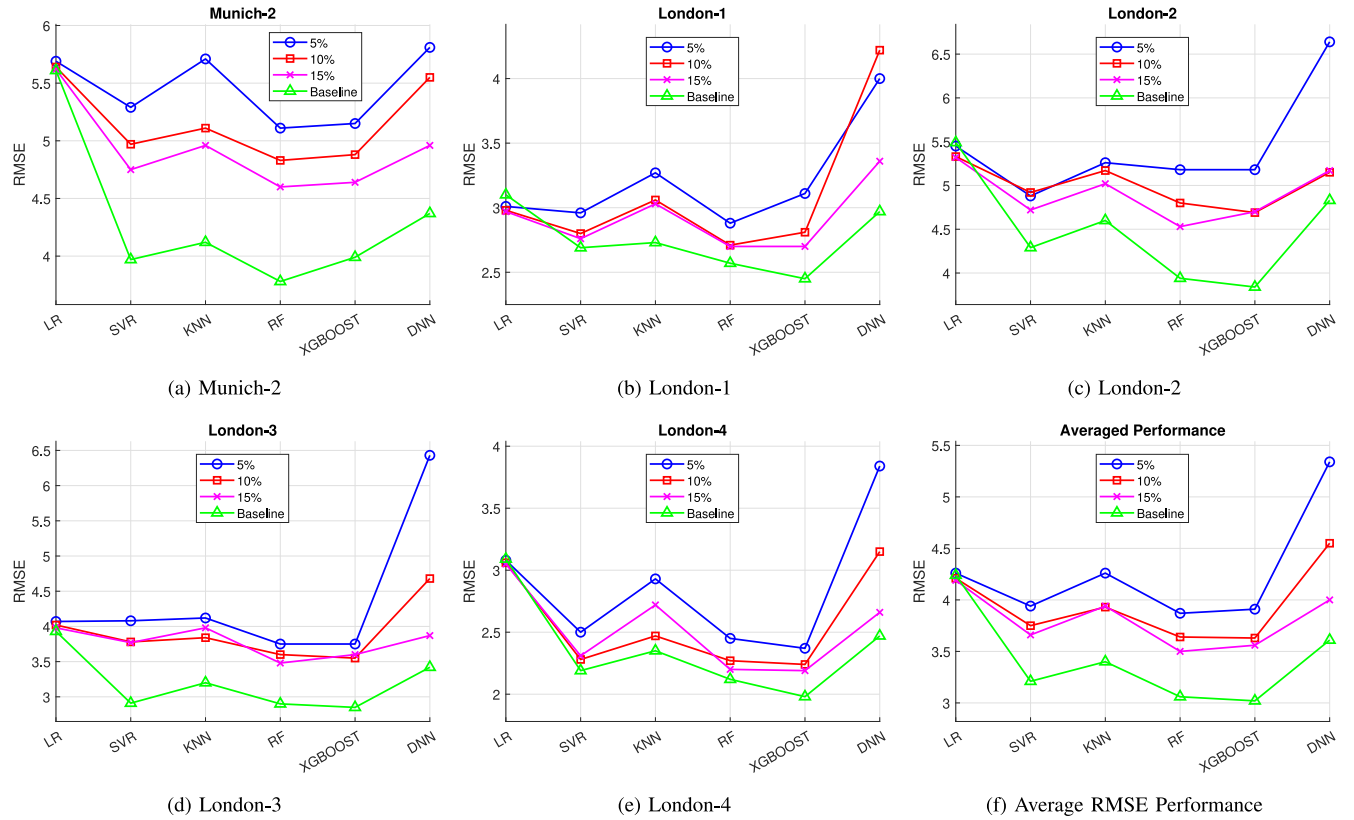 Munich-2
6
5.5
5
4.5
4
RMSE
5%
10%
15%
Baseline
LR
SVR
KNN
RF
XGBOOST
DNN
(a) Munich-2
London-1
4
3.5
3
2.5
RMSE
5%
10%
15%
Baseline
LR
SVR
KNN
RF
XGBOOST
DNN
(b) London-1
London-2
6.5
6
5.5
5
4.5
4
RMSE
5%
10%
15%
Baseline
LR
SVR
KNN
RF
XGBOOST
DNN
(c) London-2
London-3
6.5
6
5.5
5
4.5
4
3.5
3
RMSE
5%
10%
15%
Baseline
LR
SVR
KNN
RF
XGBOOST
DNN
(d) London-3
London-4
4
3.5
3
2.5
2
RMSE
5%
10%
15%
Baseline
LR
SVR
KNN
RF
XGBOOST
DNN
(e) London-4
Averaged Performance
5.5
5
4.5
4
3.5
3
RMSE
5%
10%
15%
Baseline
LR
SVR
KNN
RF
XGBOOST
DNN
(f) Average RMSE Performance